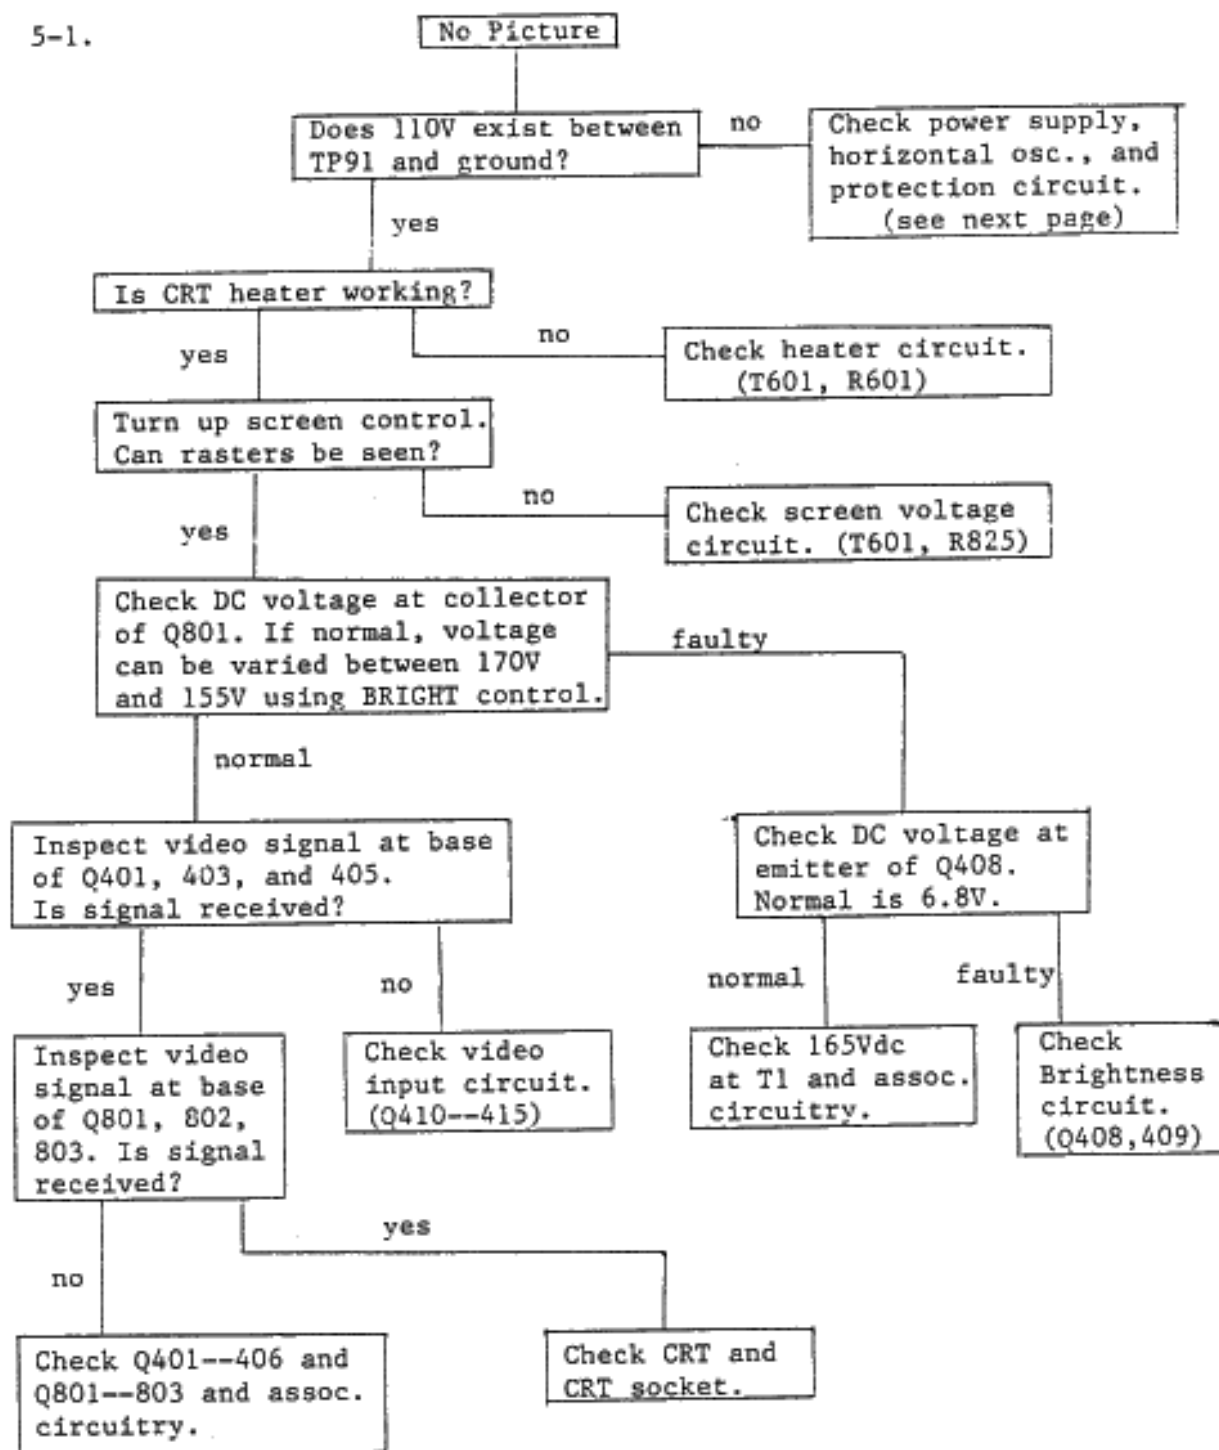 5-1.
No Picture
Does 110V exist between
TP91 and ground?
no
Check power supply,
horizontal osc., and
protection circuit.
(see next page)
yes
Is CRT heater working?
yes
no
Check heater circuit.
(T601, R601)
Turn up screen control.
Can rasters be seen?
no
Check screen voltage
circuit. (T601, R825)
yes
Check DC voltage at collector
of Q801. If normal, voltage
can be varied between 170V
and 155V using BRIGHT control.
faulty
normal
Inspect video signal at base
of Q401, 403, and 405.
Is signal received?
Check DC voltage at
emitter of Q408.
Normal is 6.8V.
yes
no
normal
faulty
Inspect video
signal at base
of Q801, 802,
803. Is signal
received?
Check video
input circuit.
(Q410--415)
Check 165Vdc
at T1 and assoc.
circuitry.
Check
Brightness
circuit.
(Q408,409)
yes
no
Check Q401--406 and
Q801--803 and assoc.
circuitry.
Check CRT and
CRT socket.